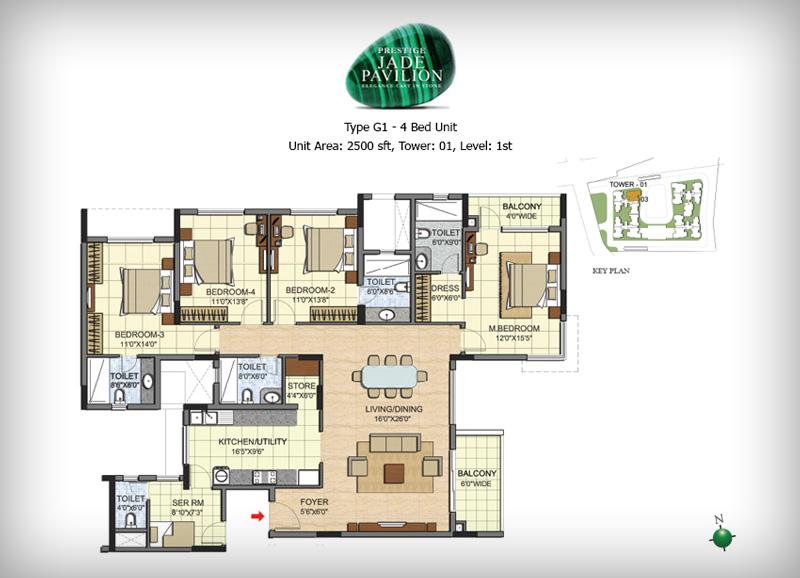 PRESTIGE
JADE
PAVILION
ELEGANCE CAST IN STONE
Type G1 - 4 Bed Unit
Unit Area: 2500 sft, Tower: 01, Level: 1st
TOWER - 01
03
KEY PLAN
BALCONY
4'0"WIDE
TOILET
6'0"X9'0"
BEDROOM-4
11'0"X13'8"
BEDROOM-2
11'0"X13'8"
TOILET
6'0"X8'6"
DRESS
6'0"X6'0"
M.BEDROOM
12'0"X15'5"
BEDROOM-3
11'0"X14'0"
TOILET
8'6"X6'0"
TOILET
8'0"X6'0"
STORE
4'4"X6'0"
LIVING/DINING
16'0"X26'0"
KITCHEN/UTILITY
16'5"X9'6"
BALCONY
6'0"WIDE
TOILET
4'0"X6'0"
SER RM
8'10"X7'3"
FOYER
5'6"X6'0"
N